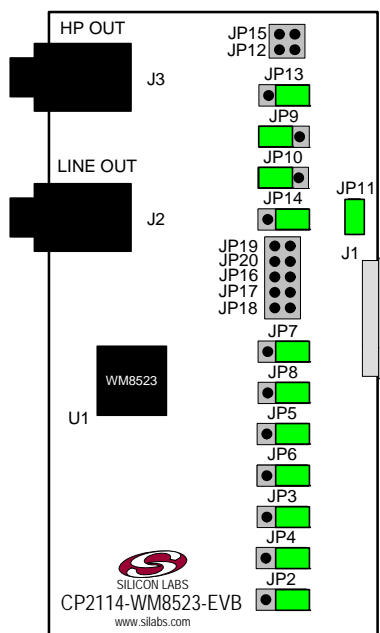 HP OUT
J3
LINE OUT
J2
JP15
JP12
JP13
JP9
JP10
JP14
JP11
J1
JP19
JP20
JP16
JP17
JP18
JP7
WM8523
U1
JP8
JP5
JP6
JP3
JP4
JP2
SILICON LABS
CP2114-WM8523-EVB
www.silabs.com